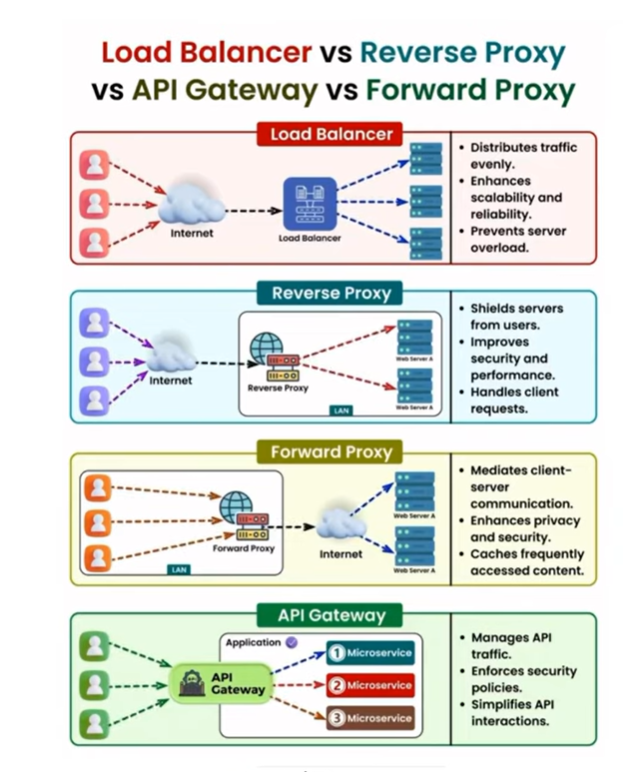 Load Balancer vs Reverse Proxy
vs API Gateway vs Forward Proxy
Load Balancer
Internet
Load Balancer
• Distributes traffic
evenly.
• Enhances
scalability and
reliability.
• Prevents server
overload.
Reverse Proxy
Internet
Reverse Proxy
Web Server A
Web Server A
LAN
• Shields servers
from users.
• Improves
security and
performance.
• Handles client
requests.
Forward Proxy
Forward Proxy
LAN
Internet
Web Server A
Web Server A
• Mediates client-
server
communication.
• Enhances privacy
and security.
• Caches frequently
accessed content.
API Gateway
Application
API
Gateway
1 Microservice
2 Microservice
3 Microservice
• Manages API
traffic.
• Enforces security
policies.
• Simplifies API
interactions.